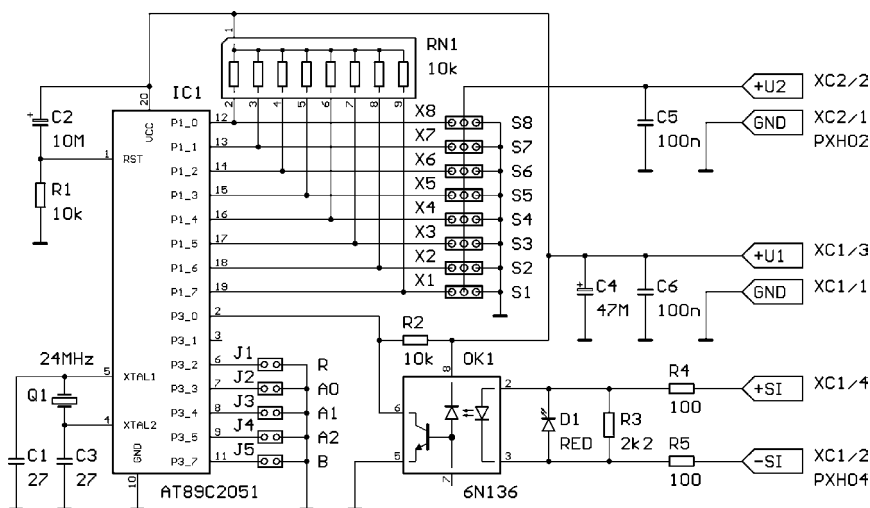 1
RN1
10k
IC1
20
VCC
2 3 4 5 6 7 8 9
C2
10M
1
RST
R1
10k
P1_0 12 X8 S8
P1_1 13 X7 S7
P1_2 14 X6 S6
P1_3 15 X5 S5
P1_4 16 X4 S4
P1_5 17 X3 S3
P1_6 18 X2 S2
P1_7 19 X1 S1
P3_0 2
P3_1 3
P3_2 6 J1 R
P3_3 7 J2 A0
P3_4 8 J3 A1
P3_5 9 J4 A2
P3_7 11 J5 B
24MHz
Q1
5 XTAL1
4 XTAL2
GND
10
C1
27
C3
27
AT89C2051
R2
10k
OK1
8
6
5
7
2
3
6N136
+U2 XC2/2
C5
100n
GND XC2/1
PXH02
+U1 XC1/3
C4
47M
C6
100n
GND XC1/1
R4
100
+SI XC1/4
D1
RED
R3
2k2
R5
100
-SI XC1/2
PXH04